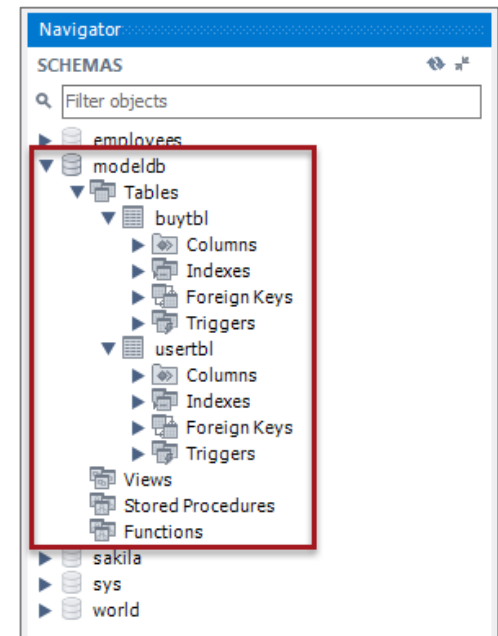 Navigator
SCHEMAS
Filter objects
employees
modeldb
Tables
buytbl
Columns
Indexes
Foreign Keys
Triggers
usertbl
Columns
Indexes
Foreign Keys
Triggers
Views
Stored Procedures
Functions
sakila
sys
world